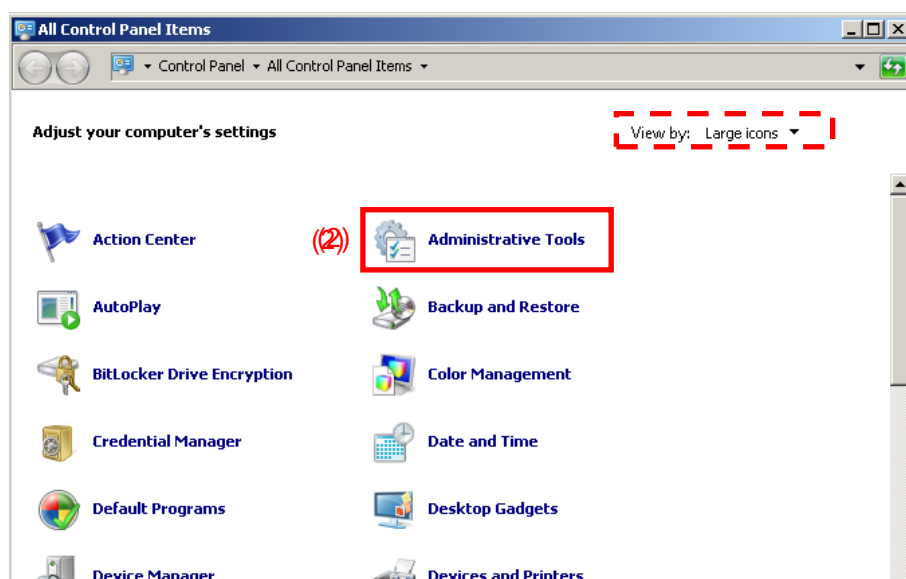 All Control Panel Items
Control Panel All Control Panel Items
Adjust your computer's settings
View by: Large icons
Action Center
(2)
Administrative Tools
AutoPlay
Backup and Restore
BitLocker Drive Encryption
Color Management
Credential Manager
Date and Time
Default Programs
Desktop Gadgets
Device Manager
Devices and Printers